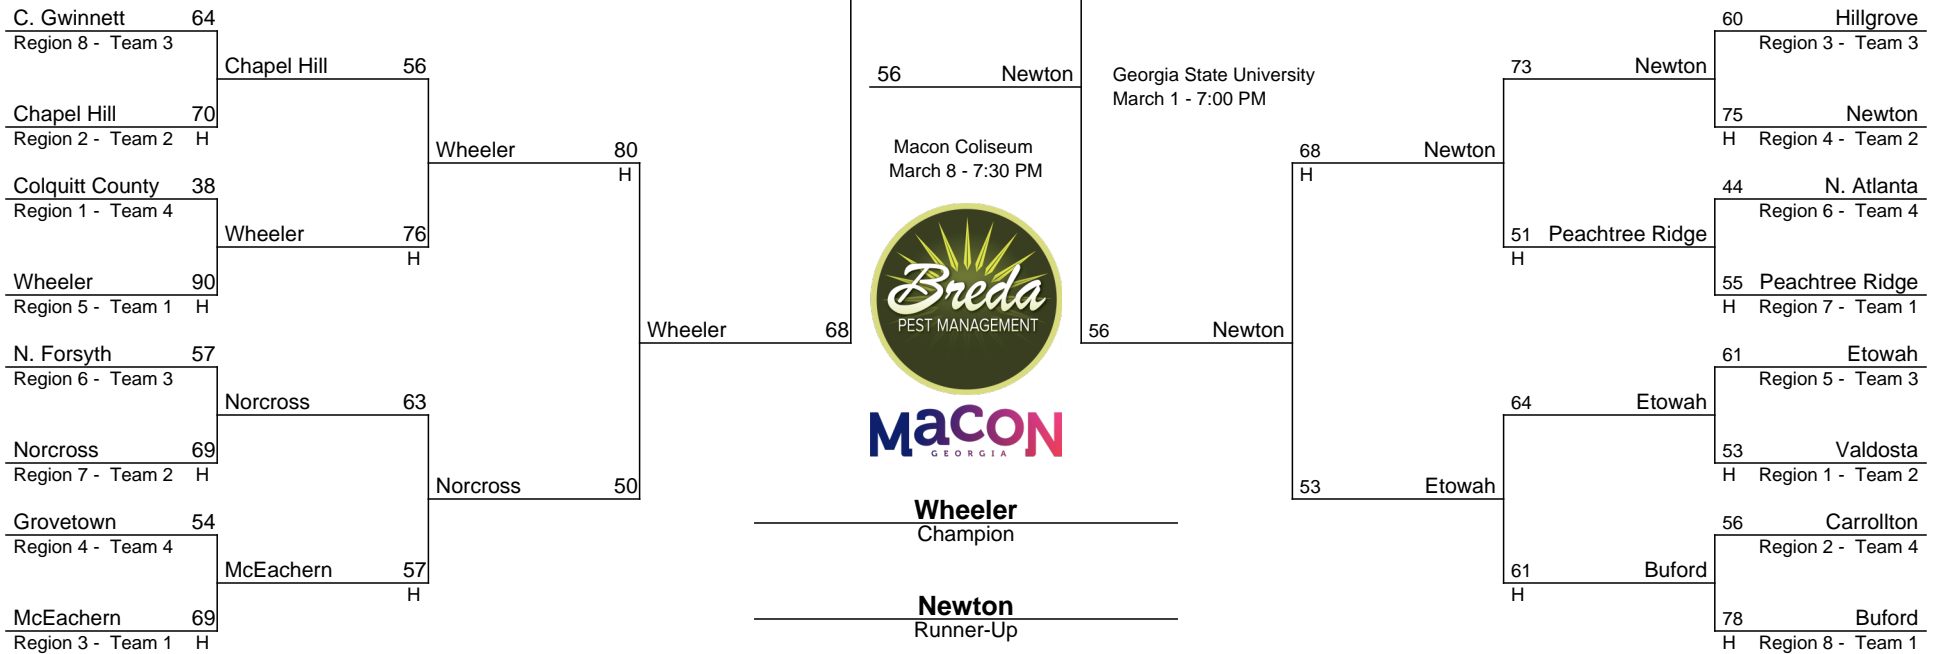 C. Gwinnett 64
Region 8 - Team 3
Chapel Hill 56
Chapel Hill 70
Region 2 - Team 2 H
Wheeler 80
H
Colquitt County 38
Region 1 - Team 4
Wheeler 76
H
Wheeler 90
Region 5 - Team 1 H
Wheeler 68
N. Forsyth 57
Region 6 - Team 3
Norcross 63
Norcross 69
Region 7 - Team 2 H
Norcross 50
Grovetown 54
Region 4 - Team 4
McEachern 57
H
McEachern 69
Region 3 - Team 1 H
56 Newton
Georgia State University
March 1 - 7:00 PM
Macon Coliseum
March 8 - 7:30 PM
Breda
PEST MANAGEMENT
MACON
GEORGIA
Wheeler
Champion
Newton
Runner-Up
60 Hillgrove
Region 3 - Team 3
73 Newton
75 Newton
H Region 4 - Team 2
68 Newton
H
44 N. Atlanta
Region 6 - Team 4
51 Peachtree Ridge
H
55 Peachtree Ridge
H Region 7 - Team 1
56 Newton
61 Etowah
Region 5 - Team 3
64 Etowah
53 Valdosta
H Region 1 - Team 2
53 Etowah
56 Carrollton
Region 2 - Team 4
61 Buford
H
78 Buford
H Region 8 - Team 1